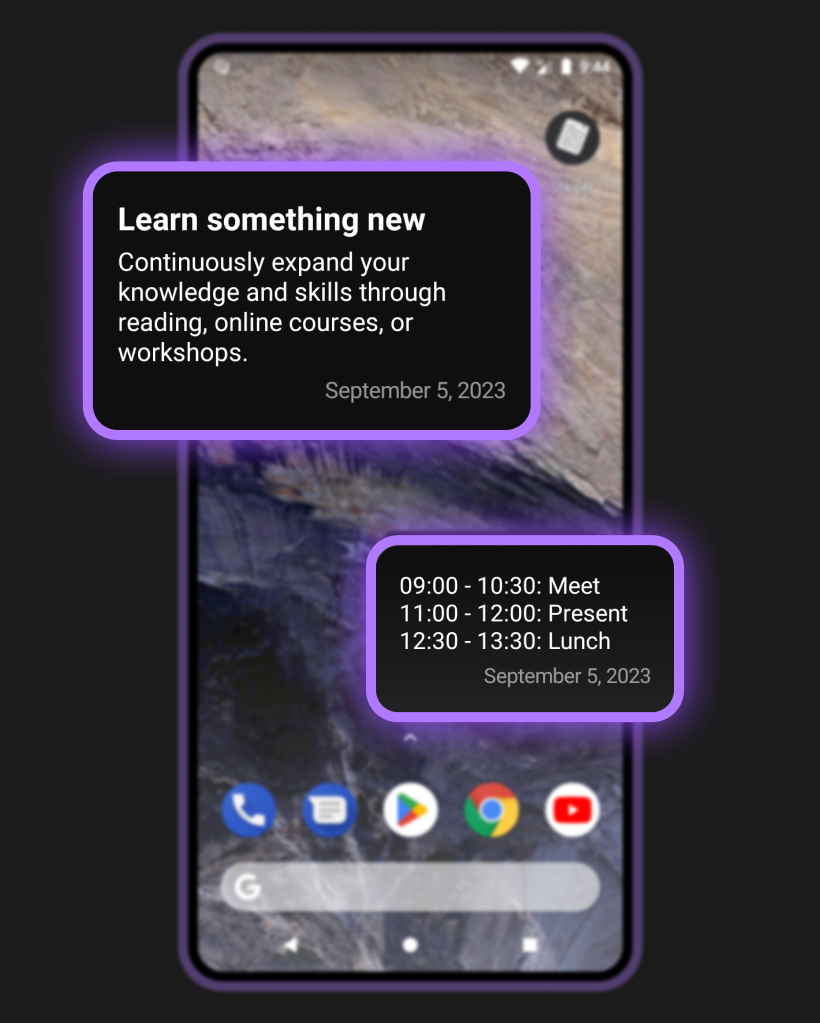 9:44
Learn something new
Continuously expand your
knowledge and skills through
reading, online courses, or
workshops.
September 5, 2023
09:00 - 10:30: Meet
11:00 - 12:00: Present
12:30 - 13:30: Lunch
September 5, 2023
G